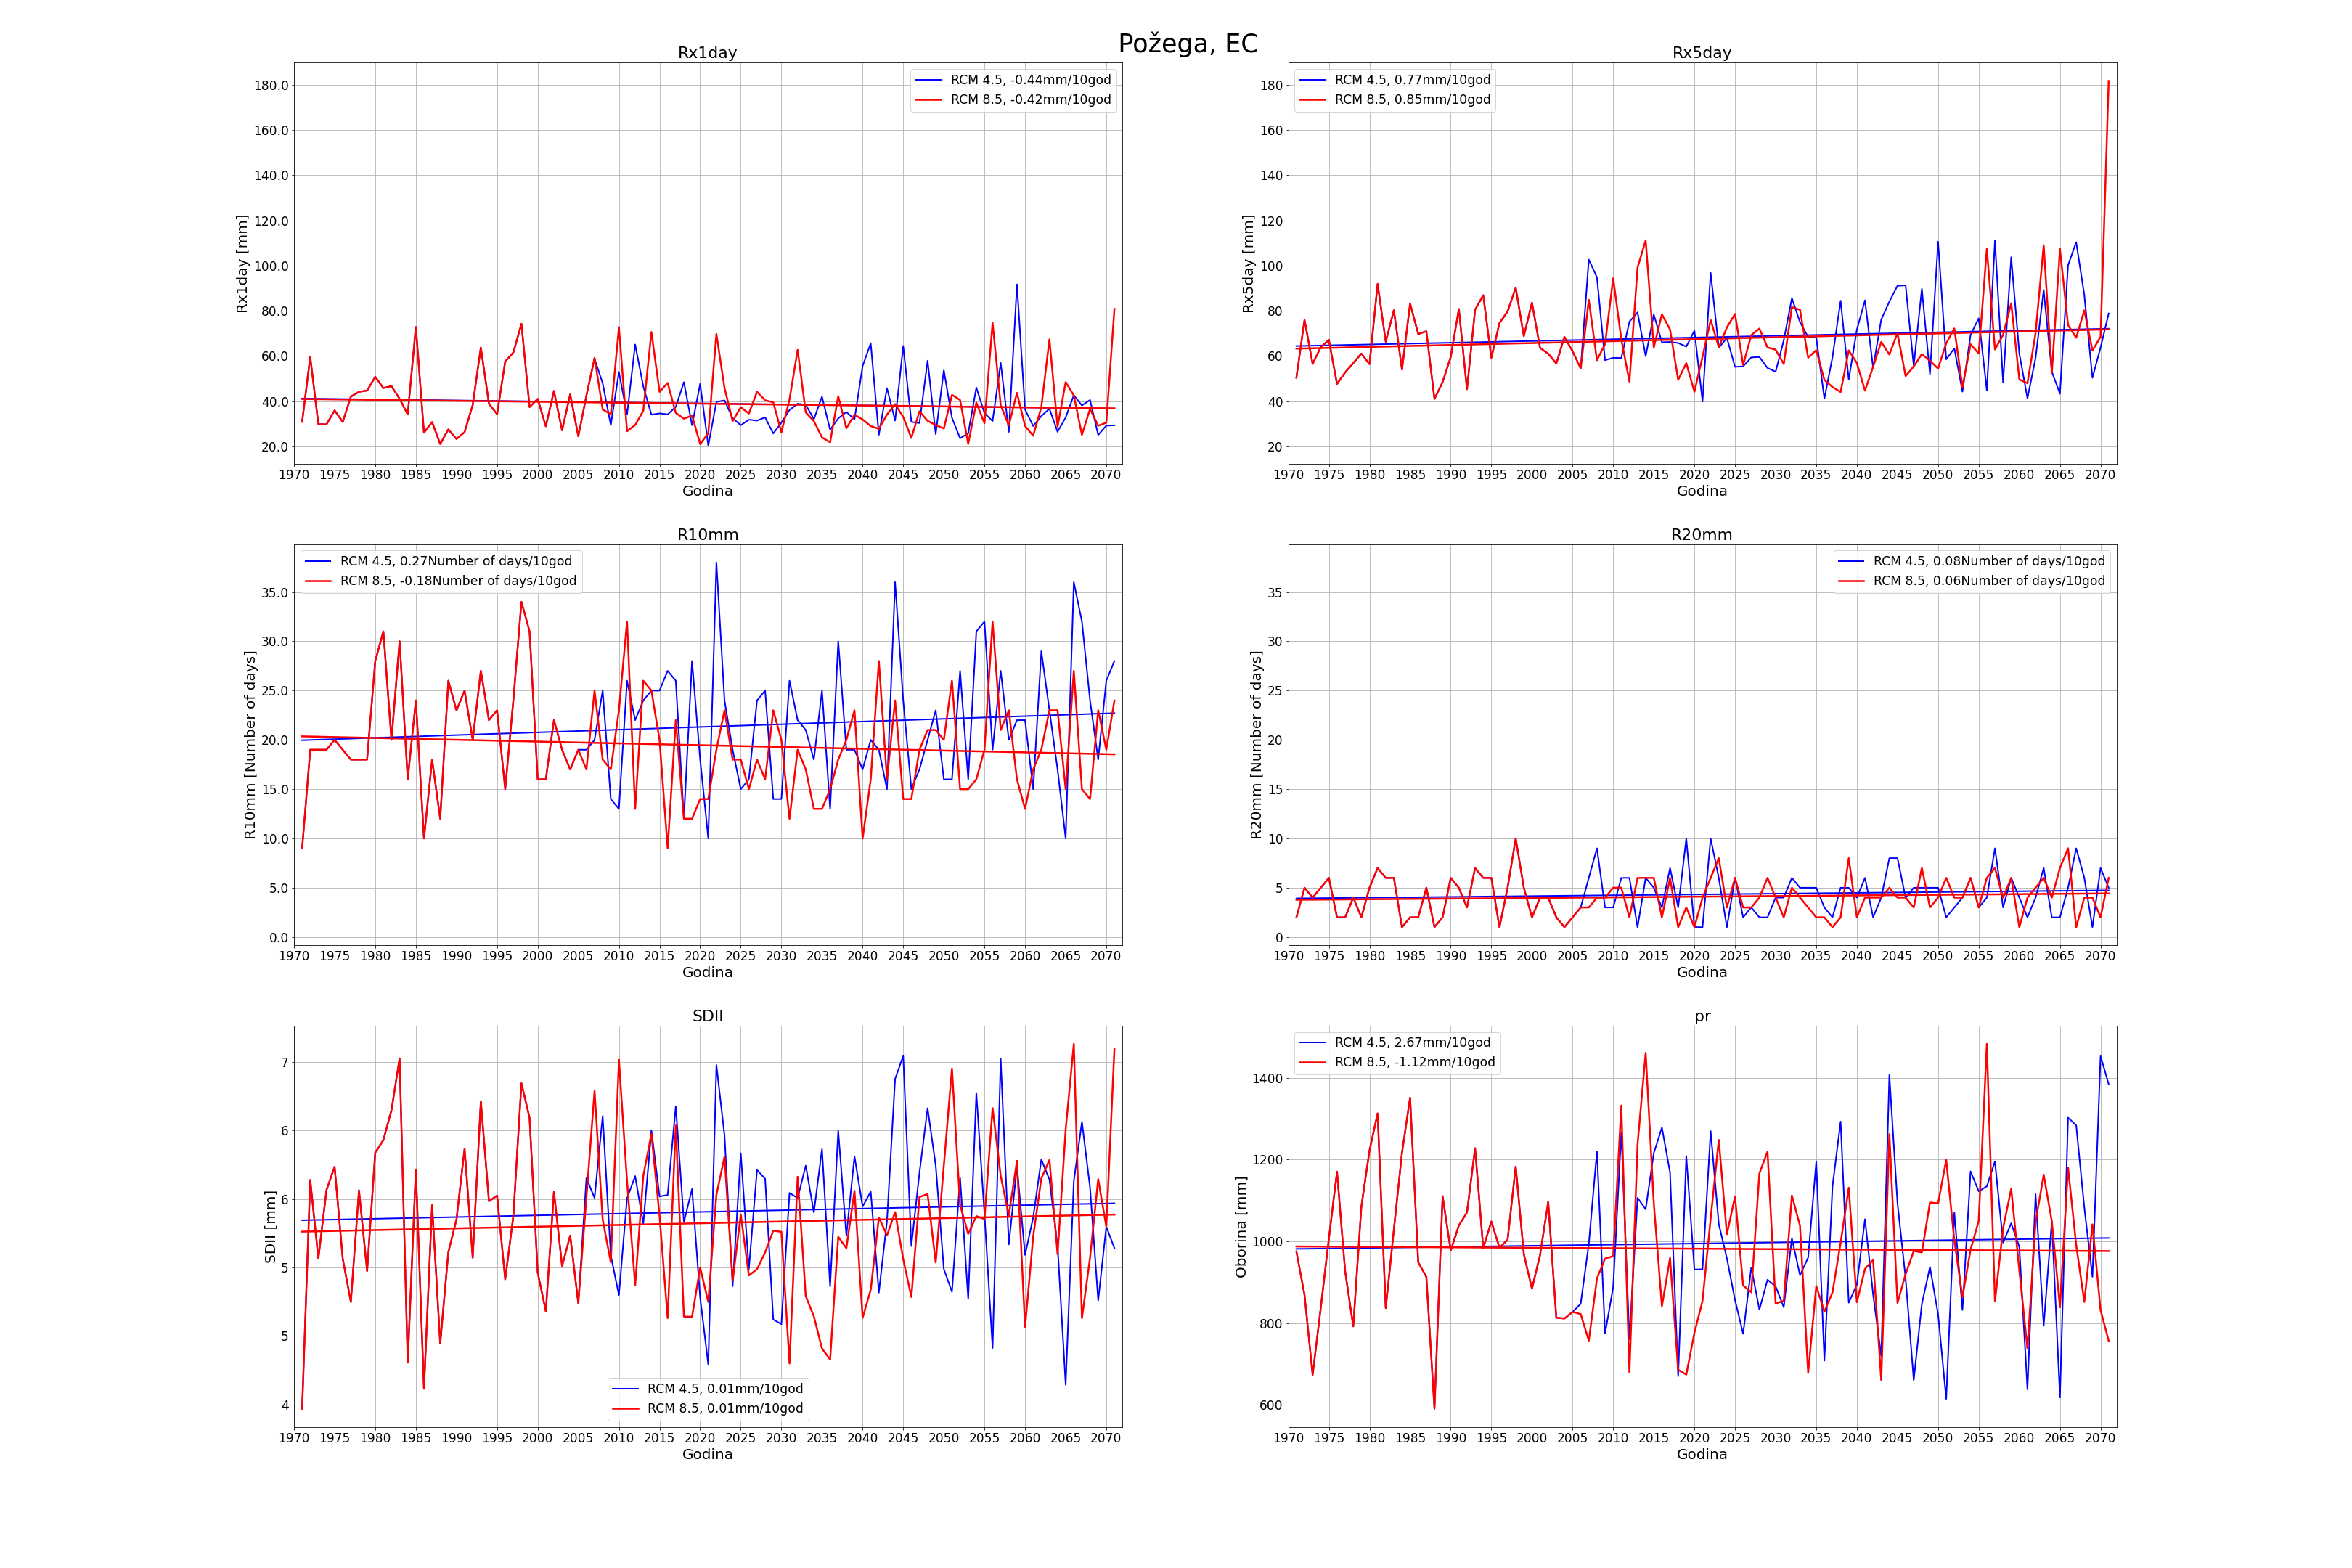 Požega, EC
Rx1day
RCM 4.5, -0.44mm/10god
RCM 8.5, -0.42mm/10god
Rx1day [mm]
180.0
160.0
140.0
120.0
100.0
80.0
60.0
40.0
20.0
1970 1975 1980 1985 1990 1995 2000 2005 2010 2015 2020 2025 2030 2035 2040 2045 2050 2055 2060 2065 2070
Godina
Rx5day
RCM 4.5, 0.77mm/10god
RCM 8.5, 0.85mm/10god
Rx5day [mm]
180
160
140
120
100
80
60
40
20
1970 1975 1980 1985 1990 1995 2000 2005 2010 2015 2020 2025 2030 2035 2040 2045 2050 2055 2060 2065 2070
Godina
R10mm
RCM 4.5, 0.27Number of days/10god
RCM 8.5, -0.18Number of days/10god
R10mm [Number of days]
35.0
30.0
25.0
20.0
15.0
10.0
5.0
0.0
1970 1975 1980 1985 1990 1995 2000 2005 2010 2015 2020 2025 2030 2035 2040 2045 2050 2055 2060 2065 2070
Godina
R20mm
RCM 4.5, 0.08Number of days/10god
RCM 8.5, 0.06Number of days/10god
R20mm [Number of days]
35
30
25
20
15
10
5
0
1970 1975 1980 1985 1990 1995 2000 2005 2010 2015 2020 2025 2030 2035 2040 2045 2050 2055 2060 2065 2070
Godina
SDII
RCM 4.5, 0.01mm/10god
RCM 8.5, 0.01mm/10god
SDII [mm]
7
6
6
5
5
4
1970 1975 1980 1985 1990 1995 2000 2005 2010 2015 2020 2025 2030 2035 2040 2045 2050 2055 2060 2065 2070
Godina
pr
RCM 4.5, 2.67mm/10god
RCM 8.5, -1.12mm/10god
Oborina [mm]
1400
1200
1000
800
600
1970 1975 1980 1985 1990 1995 2000 2005 2010 2015 2020 2025 2030 2035 2040 2045 2050 2055 2060 2065 2070
Godina